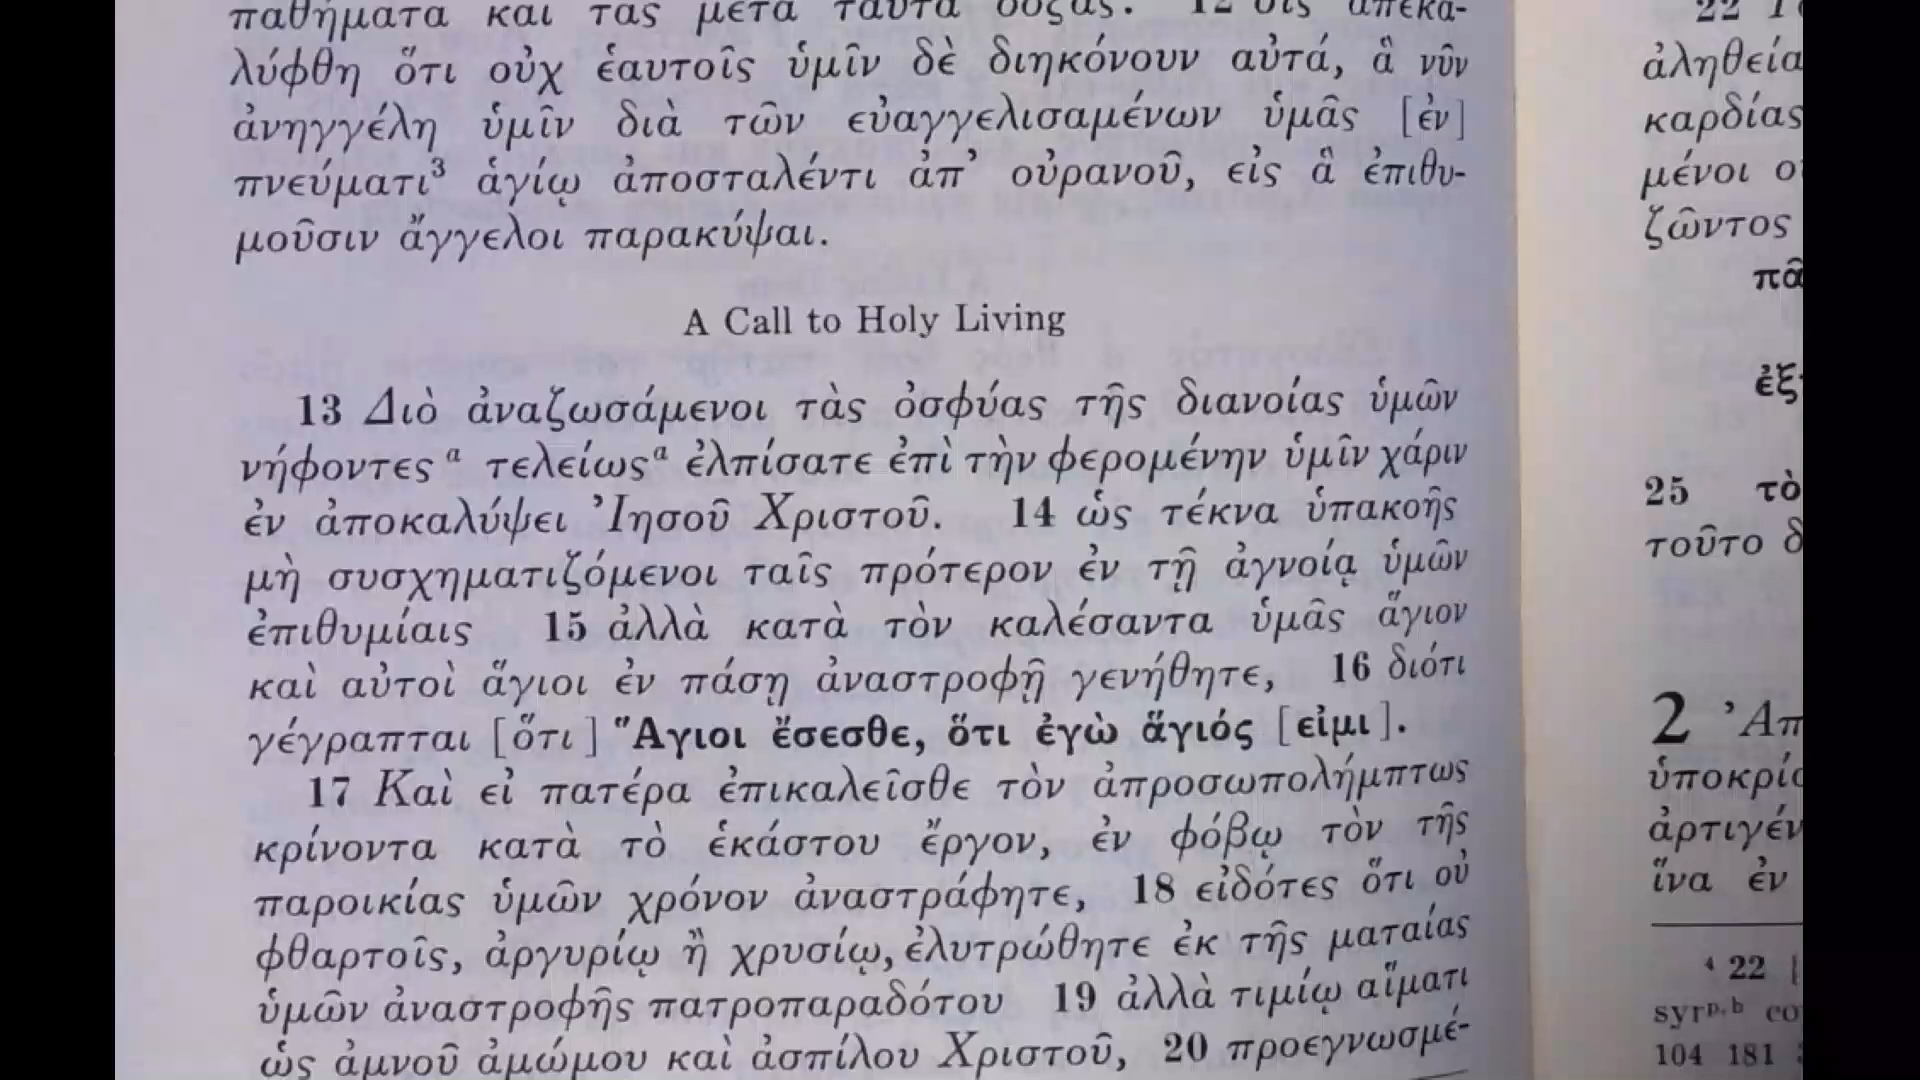 παθήματα καὶ τὰς μετὰ ταῦτα δόξας. 12 οἷς ἀπεκα-
λύφθη ὅτι οὐχ ἑαυτοῖς ὑμῖν δὲ διηκόνουν αὐτά, ἃ νῦν
ἀνηγγέλη ὑμῖν διὰ τῶν εὐαγγελισαμένων ὑμᾶς [ἐν]
πνεύματι³ ἁγίῳ ἀποσταλέντι ἀπ’ οὐρανοῦ, εἰς ἃ ἐπιθυ-
μοῦσιν ἄγγελοι παρακύψαι.
A Call to Holy Living
13 Διὸ ἀναζωσάμενοι τὰς ὀσφύας τῆς διανοίας ὑμῶν
νήφοντες ᵃ τελείωςᵃ ἐλπίσατε ἐπὶ τὴν φερομένην ὑμῖν χάριν
ἐν ἀποκαλύψει Ἰησοῦ Χριστοῦ. 14 ὡς τέκνα ὑπακοῆς
μὴ συσχηματιζόμενοι ταῖς πρότερον ἐν τῇ ἀγνοίᾳ ὑμῶν
ἐπιθυμίαις 15 ἀλλὰ κατὰ τὸν καλέσαντα ὑμᾶς ἅγιον
καὶ αὐτοὶ ἅγιοι ἐν πάσῃ ἀναστροφῇ γενήθητε, 16 διότι
γέγραπται [ὅτι] Ἅγιοι ἔσεσθε, ὅτι ἐγὼ ἅγιός [εἰμι].
17 Καὶ εἰ πατέρα ἐπικαλεῖσθε τὸν ἀπροσωπολήμπτως
κρίνοντα κατὰ τὸ ἑκάστου ἔργον, ἐν φόβῳ τὸν τῆς
παροικίας ὑμῶν χρόνον ἀναστράφητε, 18 εἰδότες ὅτι οὐ
φθαρτοῖς, ἀργυρίῳ ἢ χρυσίῳ, ἐλυτρώθητε ἐκ τῆς ματαίας
ὑμῶν ἀναστροφῆς πατροπαραδότου 19 ἀλλὰ τιμίῳ αἵματι
ὡς ἀμνοῦ ἀμώμου καὶ ἀσπίλου Χριστοῦ, 20 προεγνωσμέ-
22
ἀληθεία
καρδίας
μένοι ο
ζῶντος
πᾶ
ἐξ
25 τὸ
τοῦτο δ
2 Ἀπ
ὑποκρίσ
ἀρτιγέν
ἵνα ἐν
⁴ 22
syrᵖ·ʰ co
104 181